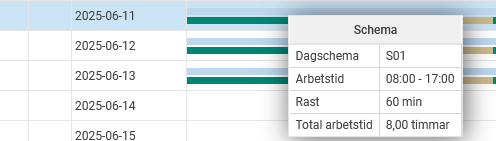 2025-06-11
2025-06-12
2025-06-13
2025-06-14
2025-06-15
Schema
Dagschema S01
Arbetstid 08:00 - 17:00
Rast 60 min
Total arbetstid 8,00 timmar